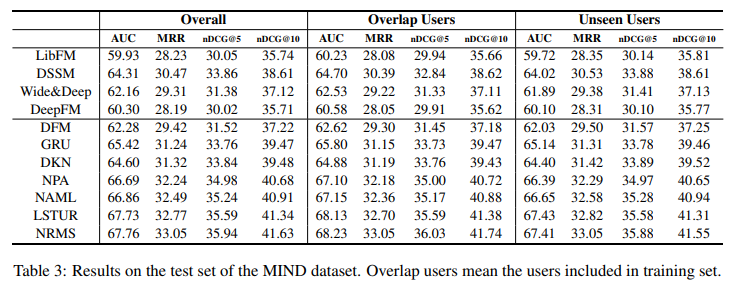 Overall Overlap Users Unseen Users
AUC MRR nDCG@5 nDCG@10 AUC MRR nDCG@5 nDCG@10 AUC MRR nDCG@5 nDCG@10
LibFM 59.93 28.23 30.05 35.74 60.23 28.08 29.94 35.66 59.72 28.35 30.14 35.81
DSSM 64.31 30.47 33.86 38.61 64.70 30.39 32.84 38.62 64.02 30.53 33.88 38.61
Wide&Deep 62.16 29.31 31.38 37.12 62.53 29.22 31.33 37.11 61.89 29.38 31.41 37.13
DeepFM 60.30 28.19 30.02 35.71 60.58 28.05 29.91 35.62 60.10 28.31 30.10 35.77
DFM 62.28 29.42 31.52 37.22 62.62 29.30 31.45 37.18 62.03 29.50 31.57 37.25
GRU 65.42 31.24 33.76 39.47 65.80 31.15 33.73 39.47 65.14 31.31 33.78 39.46
DKN 64.60 31.32 33.84 39.48 64.88 31.19 33.76 39.43 64.40 31.42 33.89 39.52
NPA 66.69 32.24 34.98 40.68 67.10 32.18 35.00 40.72 66.39 32.29 34.97 40.65
NAML 66.86 32.49 35.24 40.91 67.15 32.36 35.17 40.88 66.65 32.58 35.28 40.94
LSTUR 67.73 32.77 35.59 41.34 68.13 32.70 35.59 41.38 67.43 32.82 35.58 41.31
NRMS 67.76 33.05 35.94 41.63 68.23 33.05 36.03 41.74 67.41 33.05 35.88 41.55
Table 3: Results on the test set of the MIND dataset. Overlap users mean the users included in training set.